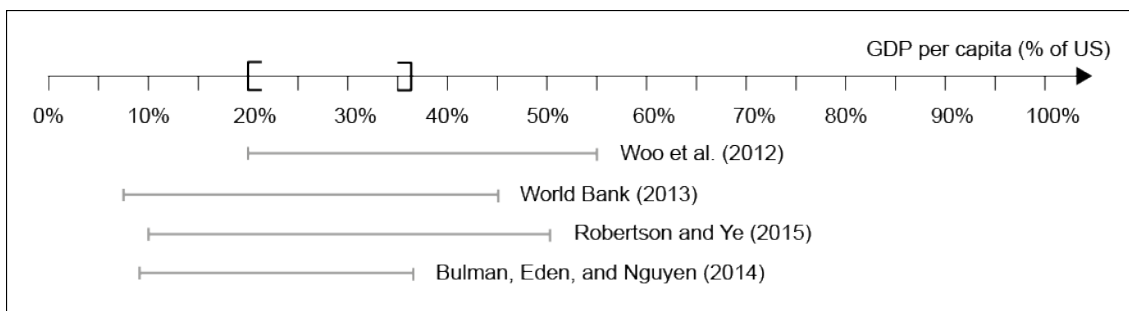 GDP per capita (% of US)
0% 10% 20% 30% 40% 50% 60% 70% 80% 90% 100%
Woo et al. (2012)
World Bank (2013)
Robertson and Ye (2015)
Bulman, Eden, and Nguyen (2014)